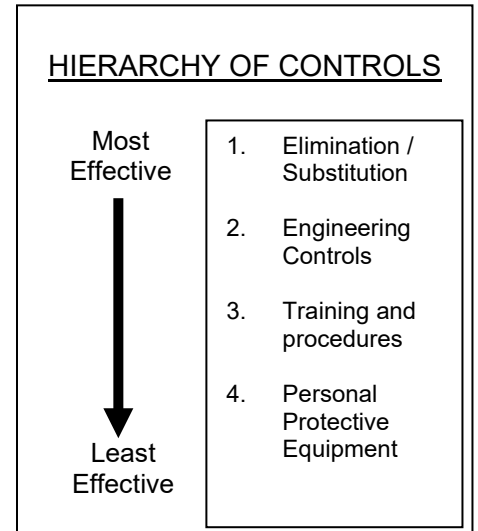 HIERARCHY OF CONTROLS
Most
Effective
1. Elimination /
Substitution
2. Engineering
Controls
3. Training and
procedures
4. Personal
Protective
Equipment
Least
Effective